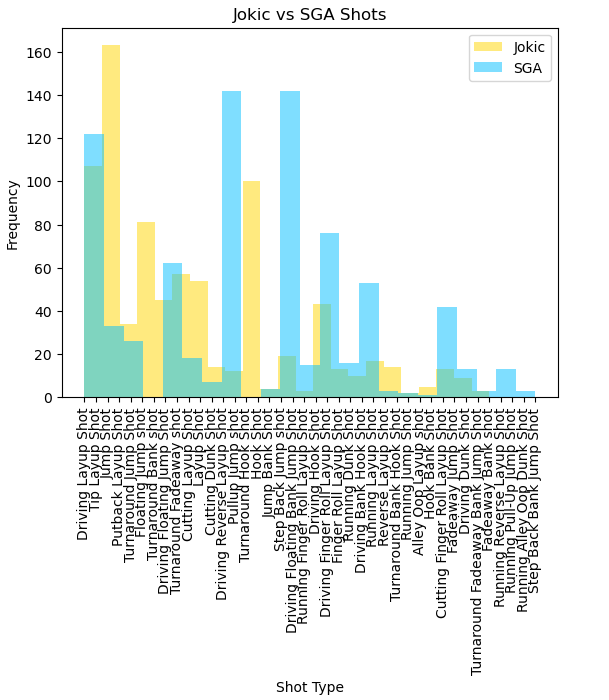 Jokic vs SGA Shots
Jokic
SGA
160
140
120
100
80
60
40
20
0
Frequency
Driving Layup Shot
Tip Layup Shot
Jump Shot
Putback Layup Shot
Turnaround Jump Shot
Floating Jump Shot
Turnaround Bank shot
Driving Floating Jump Shot
Turnaround Fadeaway shot
Cutting Layup Shot
Layup Shot
Cutting Dunk Shot
Driving Reverse Layup Shot
Pullup Jump shot
Turnaround Hook Shot
Hook Shot
Jump Bank Shot
Step Back Jump shot
Driving Floating Bank Jump Shot
Running Finger Roll Layup Shot
Driving Hook Shot
Driving Finger Roll Layup Shot
Finger Roll Layup Shot
Running Dunk Shot
Driving Bank Hook Shot
Running Layup Shot
Reverse Layup Shot
Turnaround Bank Hook Shot
Running Jump Shot
Alley Oop Layup shot
Hook Bank Shot
Cutting Finger Roll Layup Shot
Fadeaway Jump Shot
Driving Dunk Shot
Turnaround Fadeaway Bank Jump Shot
Fadeaway Bank shot
Running Reverse Layup Shot
Running Pull-Up Jump Shot
Running Alley Oop Dunk Shot
Step Back Bank Jump Shot
Shot Type